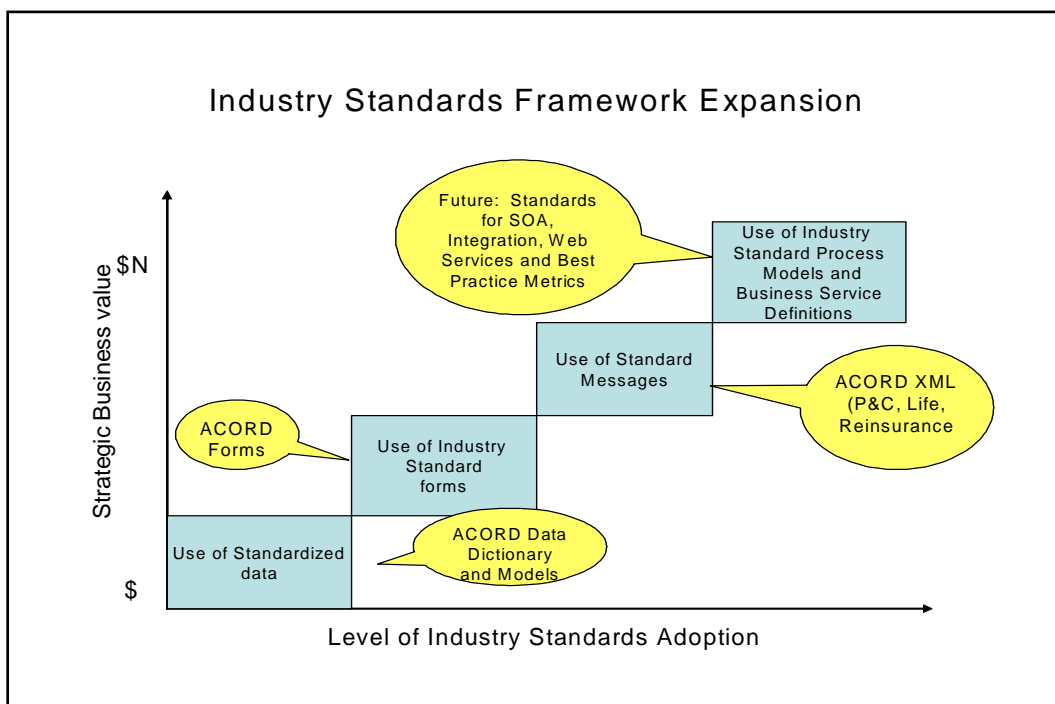 Industry Standards Framework Expansion
Strategic Business value
$N
$
Future: Standards
for SOA,
Integration, Web
Services and Best
Practice Metrics
Use of Industry
Standard Process
Models and
Business Service
Definitions
Use of Standard
Messages
ACORD XML
(P&C, Life,
Reinsurance
ACORD
Forms
Use of Industry
Standard
forms
Use of Standardized
data
ACORD Data
Dictionary
and Models
Level of Industry Standards Adoption